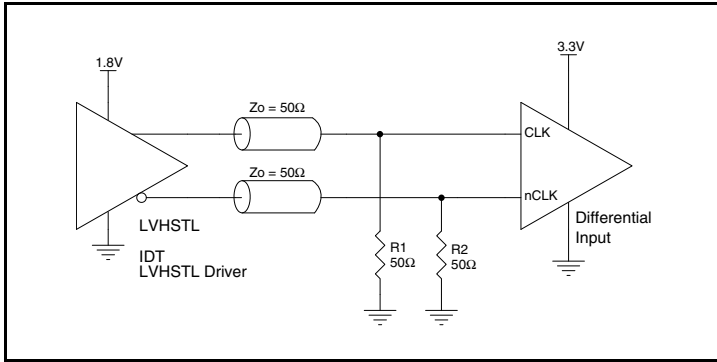 3.3V
1.8V
Zo = 50Ω
CLK
Zo = 50Ω
nCLK
LVHSTL
Differential
Input
R1
50Ω
R2
50Ω
IDT
LVHSTL Driver